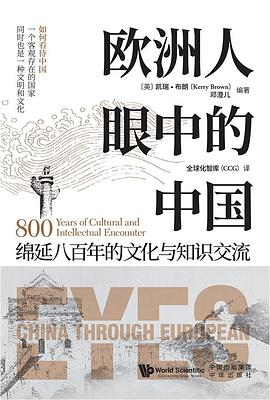 欧洲人
眼中的
中国
如何看待中国
一个客观存在的国家
同时也是一种文明和文化
〔英〕凯瑞·布朗 (Kerry Brown) 编著
邓澄儿
全球化智库(CCG) 译
800 Years of Cultural and
Intellectual Encounter
绵延八百年的文化与知识交流
EYES
CHINA THROUGH EUROPEAN
World Scientific
Connecting Great Minds
中国出版集团
中译出版社